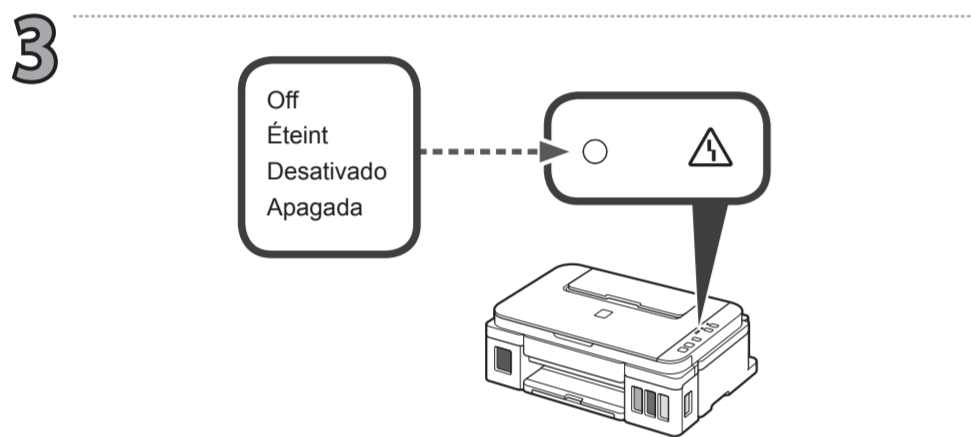 3
Off
Éteint
Desativado
Apagada